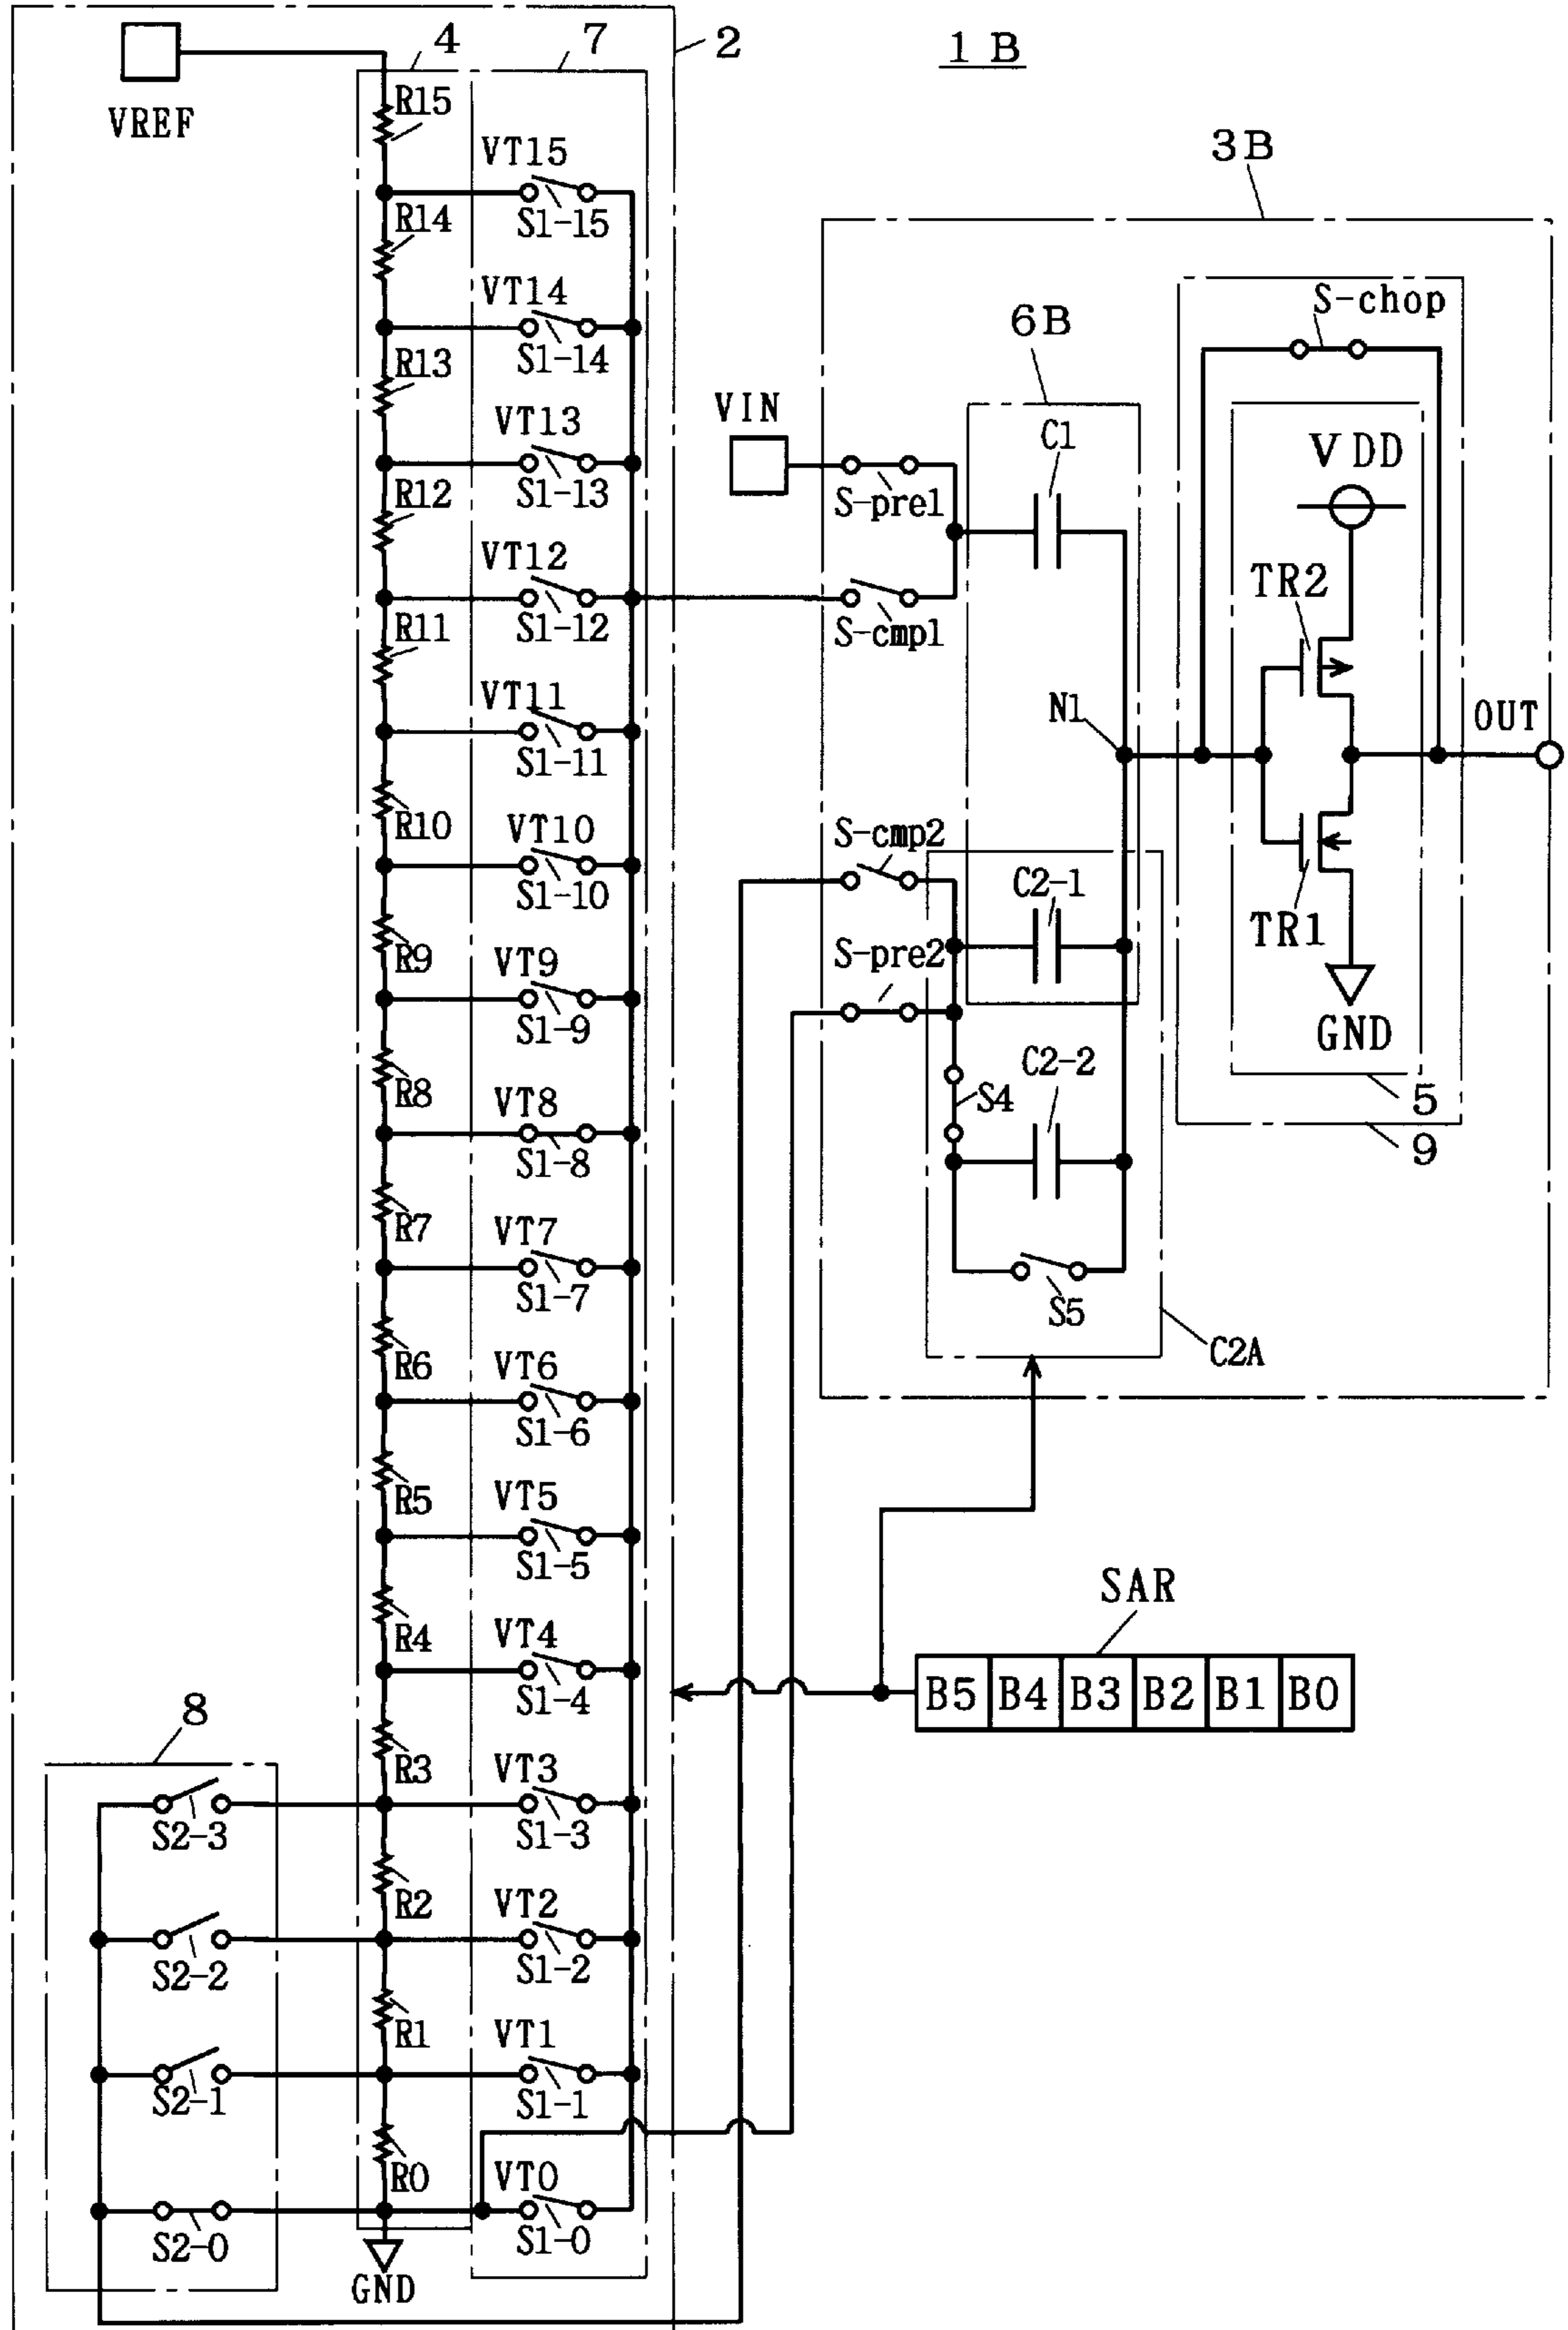 1B
2
4
7
VREF
R15
VT15
S1-15
R14
VT14
S1-14
R13
VT13
S1-13
R12
VT12
S1-12
R11
VT11
S1-11
R10
VT10
S1-10
R9
VT9
S1-9
R8
VT8
S1-8
R7
VT7
S1-7
R6
VT6
S1-6
R5
VT5
S1-5
R4
VT4
S1-4
R3
VT3
S1-3
R2
VT2
S1-2
R1
VT1
S1-1
R0
VT0
S1-0
GND
8
S2-3
S2-2
S2-1
S2-0
3B
6B
VIN
C1
S-pre1
S-cmp1
N1
S-cmp2
C2-1
S-pre2
C2-2
S4
S5
C2A
S-chop
VDD
TR2
OUT
TR1
GND
5
9
SAR
B5 B4 B3 B2 B1 B0